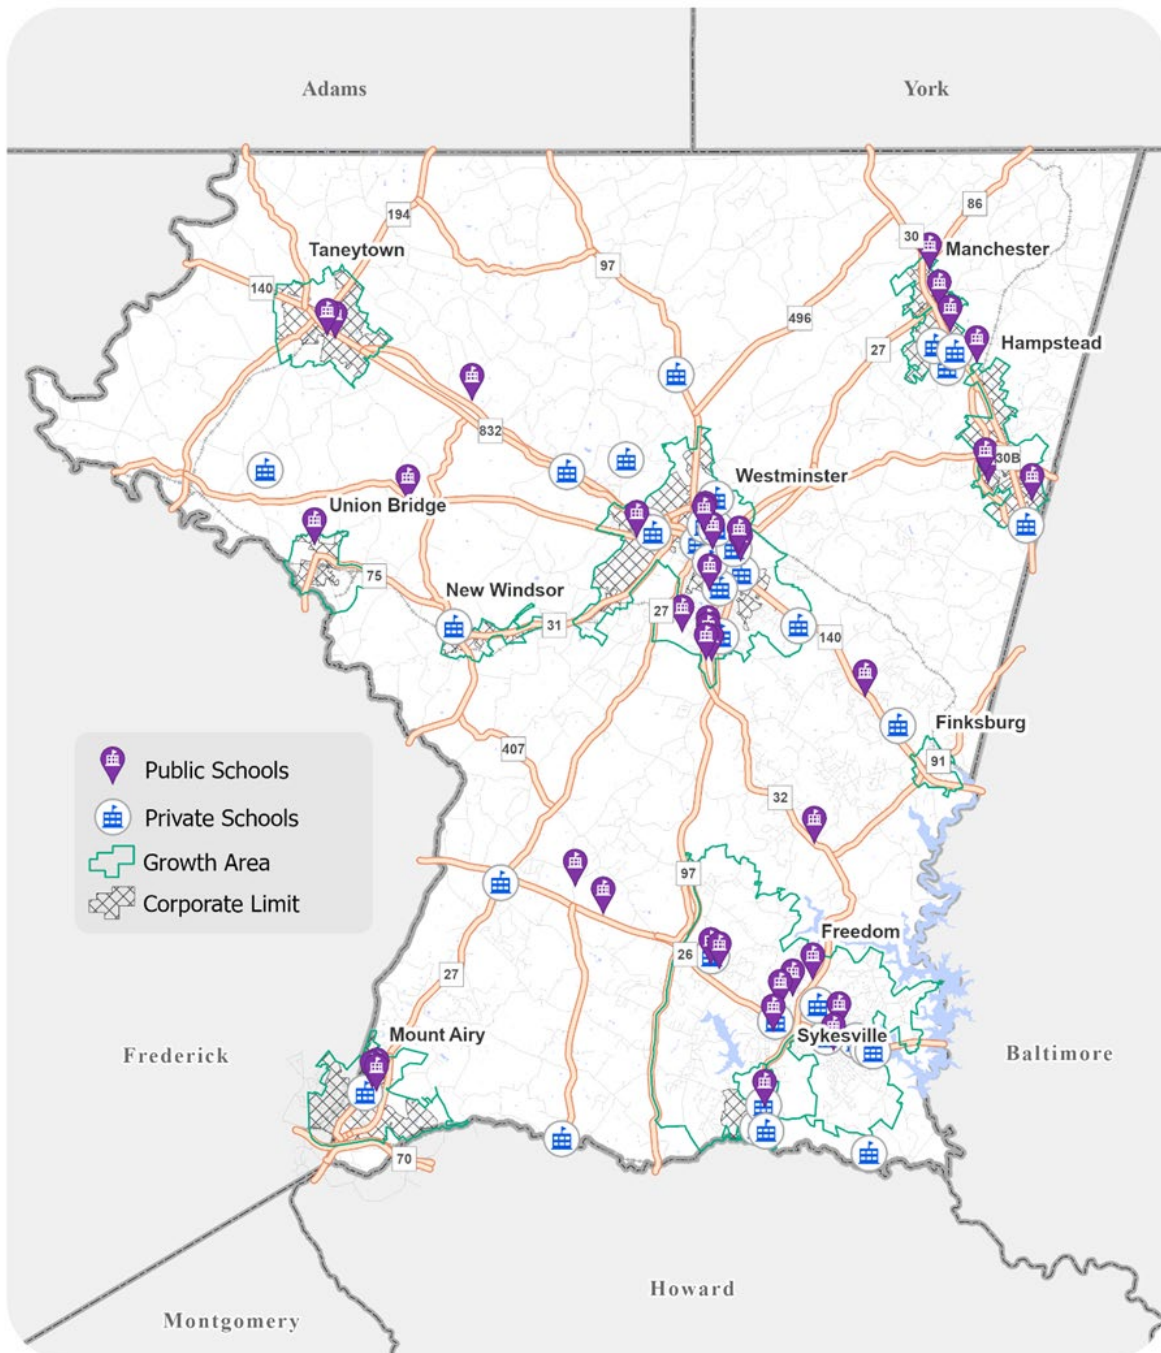 Adams
York
86
194
30
Manchester
Taneytown
97
140
496
Hampstead
27
832
30B
Westminster
Union Bridge
75
New Windsor
27
31
140
Finksburg
407
91
Public Schools
32
Private Schools
Growth Area
97
Corporate Limit
Freedom
26
27
Mount Airy
Sykesville
Frederick
Baltimore
70
Howard
Montgomery